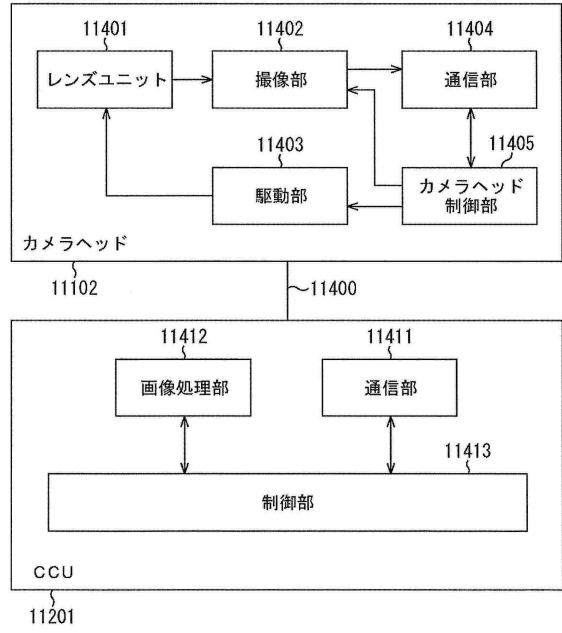 11401
11402
11404
レンズユニット
撮像部
通信部
11403
11405
駆動部
カメラヘッド
制御部
カメラヘッド
11102
11400
11412
11411
画像処理部
通信部
11413
制御部
CCU
11201